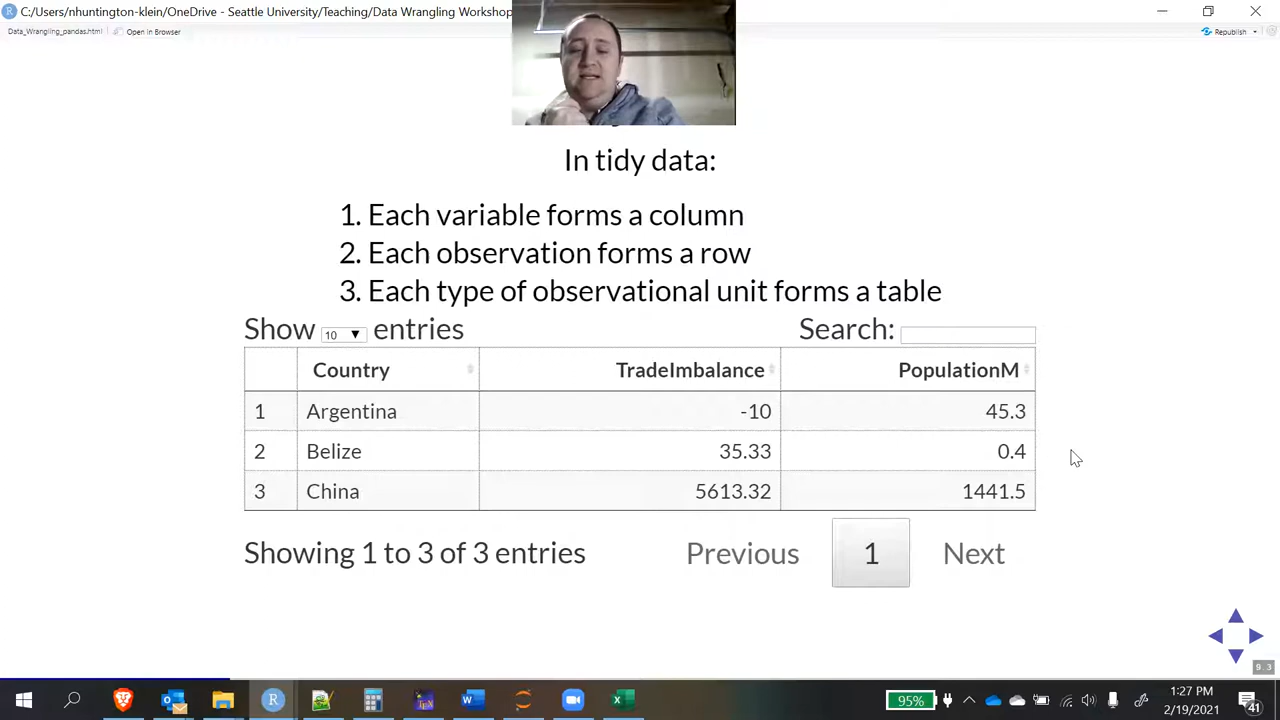 C:/Users/nhuntington-klein/OneDrive - Seattle University/Teaching/Data Wrangling Workshop
Data_Wrangling_pandas.html Open in Browser Republish
In tidy data:
1. Each variable forms a column
2. Each observation forms a row
3. Each type of observational unit forms a table
Show 10 entries Search:
Country TradeImbalance PopulationM
1 Argentina -10 45.3
2 Belize 35.33 0.4
3 China 5613.32 1441.5
Showing 1 to 3 of 3 entries Previous 1 Next
9.3
95% 1:27 PM
2/19/2021 41